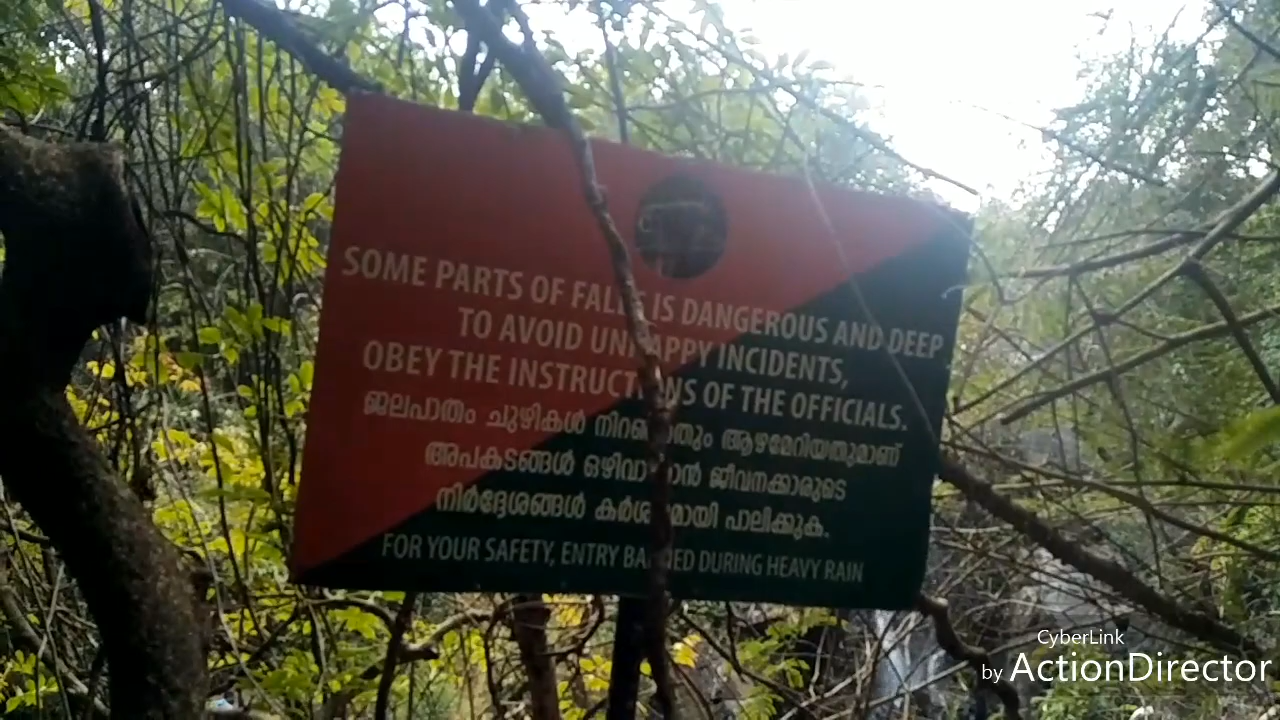 SOME PARTS OF FALLS IS DANGEROUS AND DEEP
TO AVOID UNHAPPY INCIDENTS,
OBEY THE INSTRUCTIONS OF THE OFFICIALS.
ജലപാതം ചുഴികൾ നിറഞ്ഞതും ആഴമേറിയതുമാണ്
അപകടങ്ങൾ ഒഴിവാക്കാൻ ജീവനക്കാരുടെ
നിർദ്ദേശങ്ങൾ കർശനമായി പാലിക്കുക.
FOR YOUR SAFETY, ENTRY BANNED DURING HEAVY RAIN
CyberLink
by ActionDirector